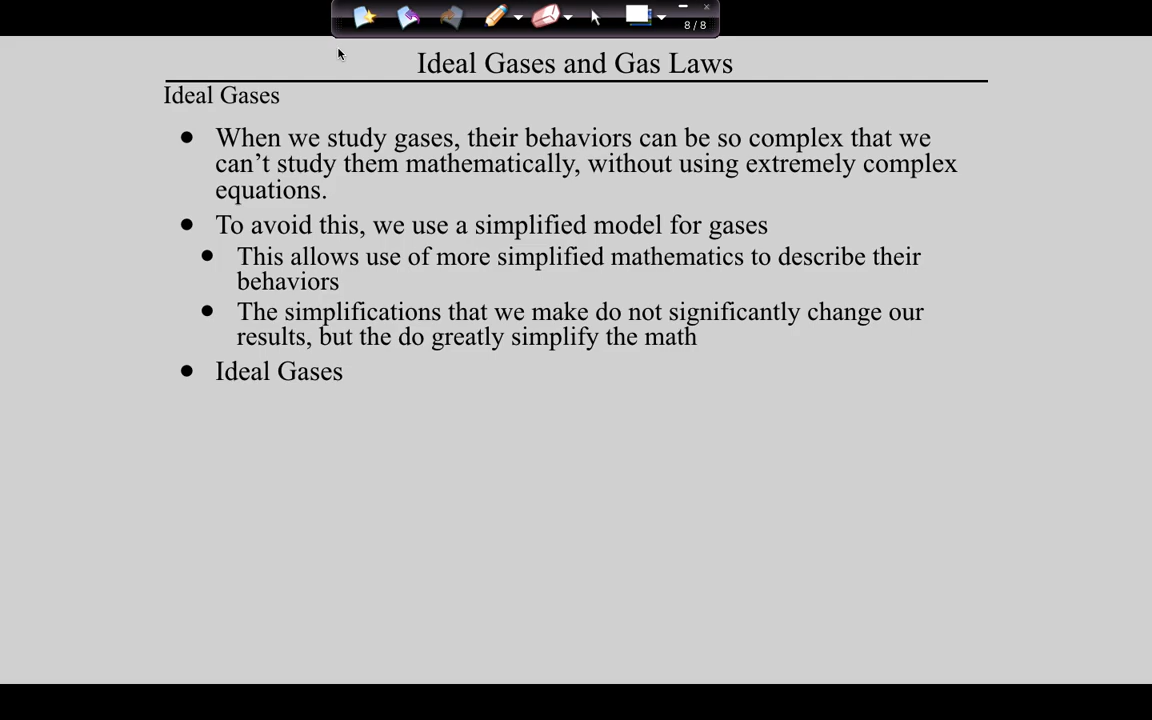 8 / 8
Ideal Gases and Gas Laws
Ideal Gases
● When we study gases, their behaviors can be so complex that we
can’t study them mathematically, without using extremely complex
equations.
● To avoid this, we use a simplified model for gases
● This allows use of more simplified mathematics to describe their
behaviors
● The simplifications that we make do not significantly change our
results, but the do greatly simplify the math
● Ideal Gases